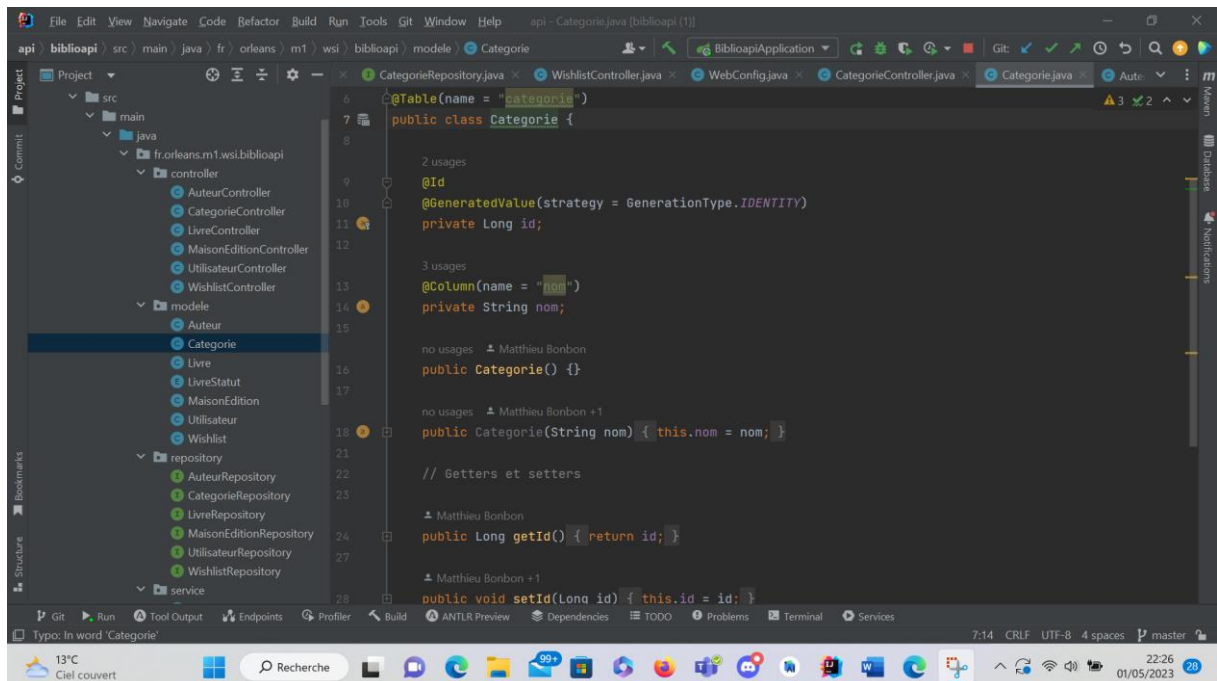 File Edit View Navigate Code Refactor Build Run Tools Git Window Help api - Categorie.java [biblioapi (1)]
api biblioapi src main java fr orleans m1 wsi biblioapi modele Categorie BiblioapiApplication Git:
Project CategorieRepository.java WishlistController.java WebConfig.java CategorieController.java Categorie.java Aute
src
main
java
fr.orleans.m1.wsi.biblioapi
controller
AuteurController
CategorieController
LivreController
MaisonEditionController
UtilisateurController
WishlistController
modele
Auteur
Categorie
Livre
LivreStatut
MaisonEdition
Utilisateur
Wishlist
repository
AuteurRepository
CategorieRepository
LivreRepository
MaisonEditionRepository
UtilisateurRepository
WishlistRepository
service
6 @Table(name = "categorie")
7 public class Categorie {
8
2 usages
9 @Id
10 @GeneratedValue(strategy = GenerationType.IDENTITY)
11 private Long id;
12
3 usages
13 @Column(name = "nom")
14 private String nom;
15
no usages Matthieu Bonbon
16 public Categorie() {}
17
no usages Matthieu Bonbon +1
18 public Categorie(String nom) { this.nom = nom; }
21
22 // Getters et setters
23
Matthieu Bonbon
24 public Long getId() { return id; }
27
Matthieu Bonbon +1
28 public void setId(Long id) { this.id = id; }
3 2
Project
Commit
Bookmarks
Structure
Maven
Database
Notifications
Git Run Tool Output Endpoints Profiler Build ANTLR Preview Dependencies TODO Problems Terminal Services
Typo: In word 'Categorie' 7:14 CRLF UTF-8 4 spaces master
13°C
Ciel couvert
Recherche
99+
22:26
01/05/2023
28